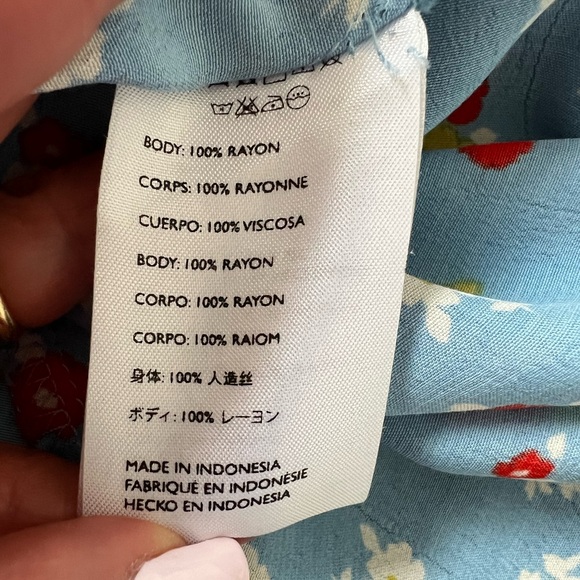 BODY: 100% RAYON
CORPS: 100% RAYONNE
CUERPO: 100% VISCOSA
BODY: 100% RAYON
CORPO: 100% RAYON
CORPO: 100% RAIOM
身体: 100% 人造丝
ボディ: 100% レーヨン
MADE IN INDONESIA
FABRIQUÉ EN INDONÉSIE
HECKO EN INDONESIA